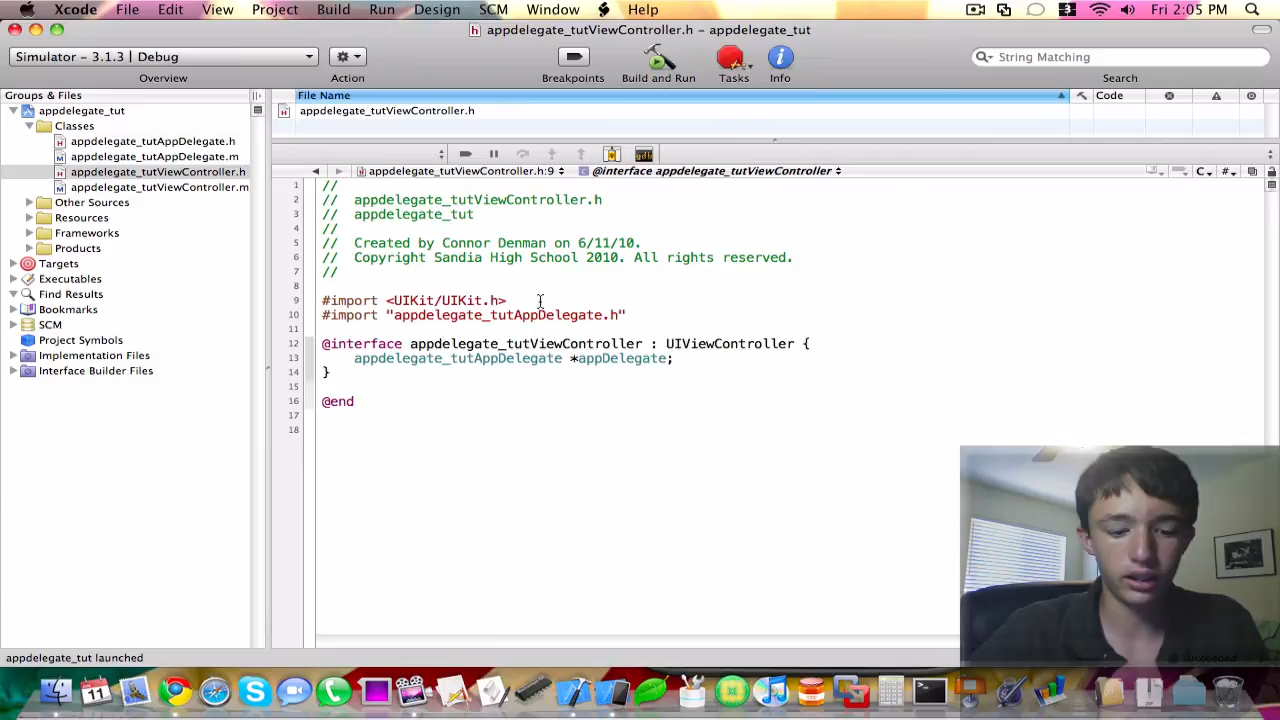 Xcode File Edit View Project Build Run Design SCM Window Help Fri 2:05 PM
appdelegate_tutViewController.h - appdelegate_tut
Simulator - 3.1.3 | Debug
String Matching
Overview Action Breakpoints Build and Run Tasks Info Search
Groups & Files
File Name
Code
appdelegate_tut
Classes
appdelegate_tutAppDelegate.h
appdelegate_tutAppDelegate.m
appdelegate_tutViewController.h
appdelegate_tutViewController.m
Other Sources
Resources
Frameworks
Products
Targets
Executables
Find Results
Bookmarks
SCM
Project Symbols
Implementation Files
Interface Builder Files
appdelegate_tutViewController.h
gdb
appdelegate_tutViewController.h:9
@interface appdelegate_tutViewController
C
#
1 //
2 // appdelegate_tutViewController.h
3 // appdelegate_tut
4 //
5 // Created by Connor Denman on 6/11/10.
6 // Copyright Sandia High School 2010. All rights reserved.
7 //
8
9 #import <UIKit/UIKit.h>
10 #import "appdelegate_tutAppDelegate.h"
11
12 @interface appdelegate_tutViewController : UIViewController {
13 appdelegate_tutAppDelegate *appDelegate;
14 }
15
16 @end
17
18
appdelegate_tut launched
Succeeded
11